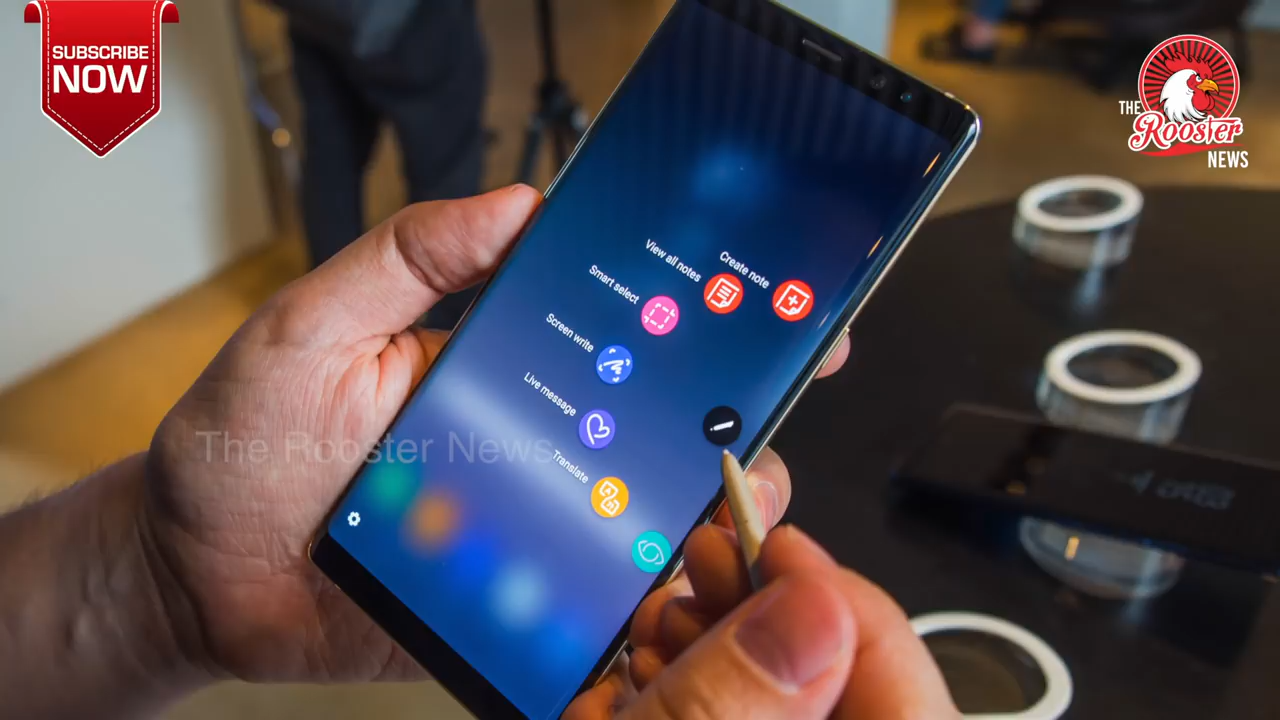 SUBSCRIBE
NOW
THE
Rooster
NEWS
Create note
View all notes
Smart select
Screen write
Live message
Translate
The Rooster News